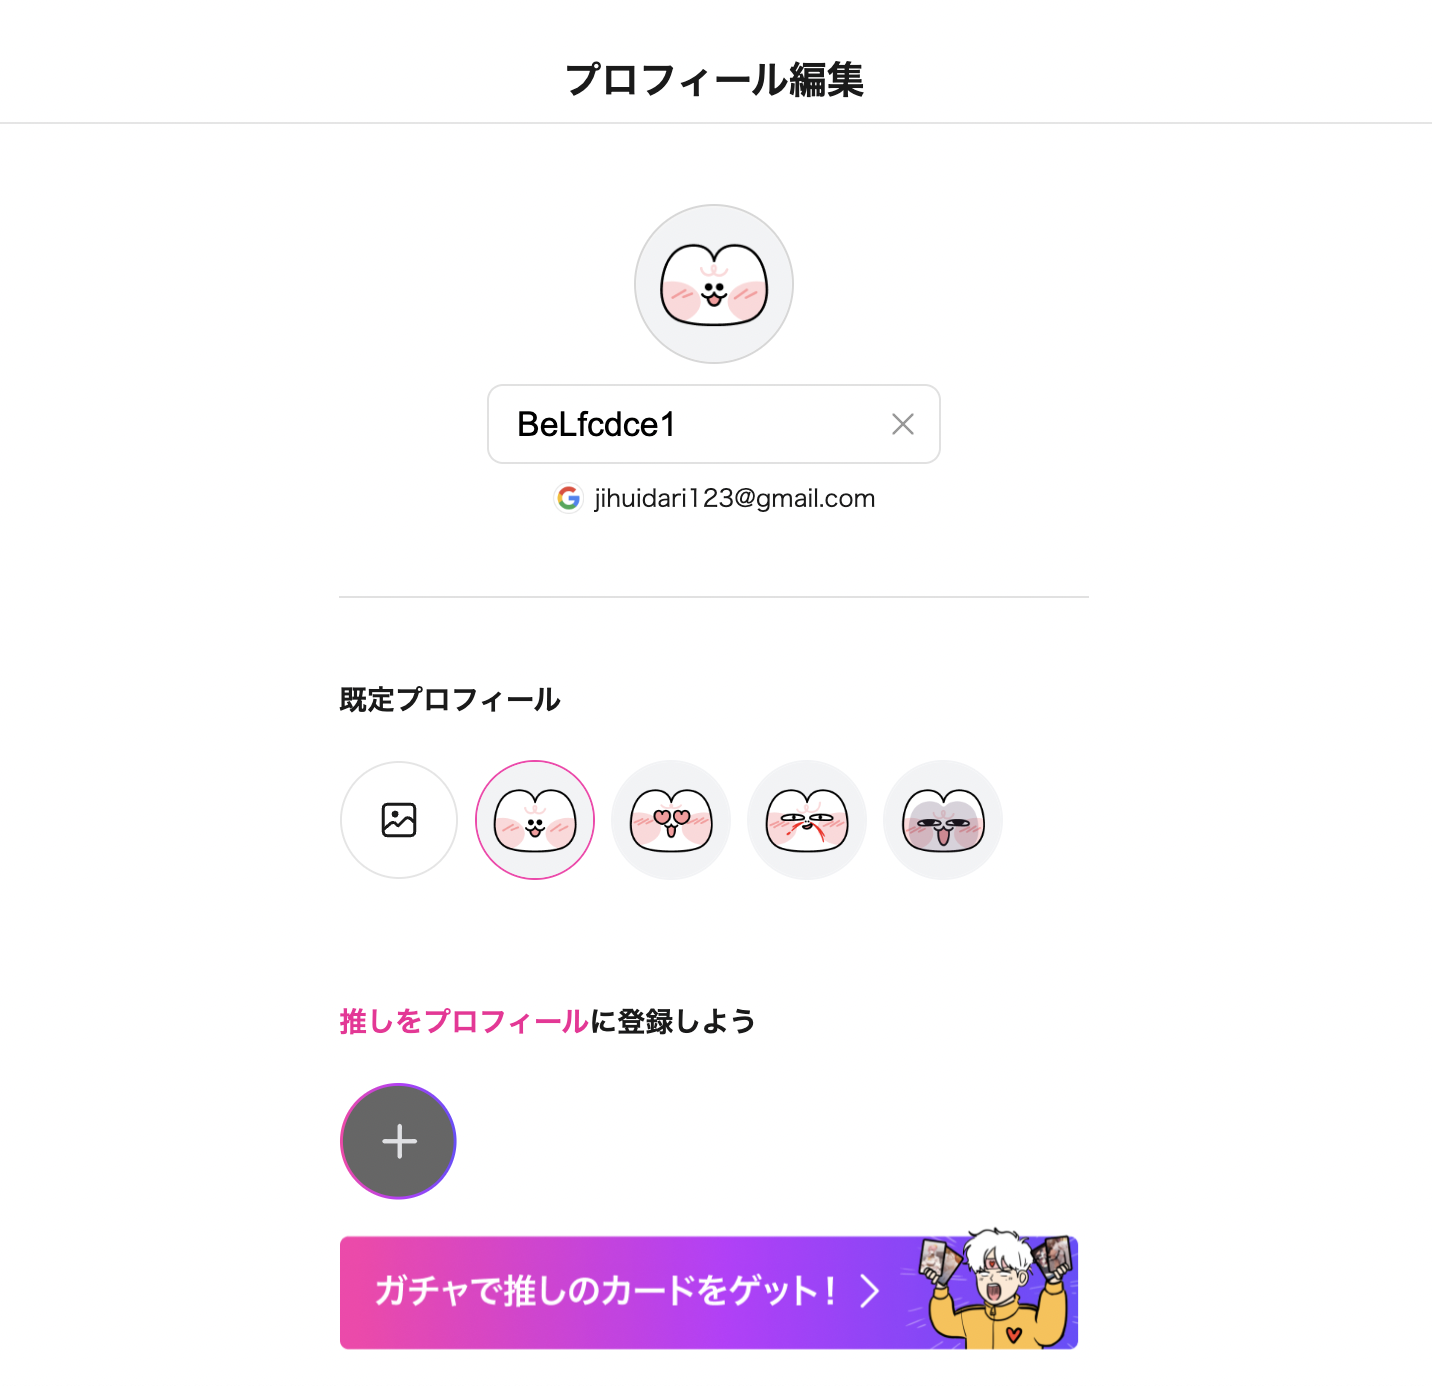 プロフィール編集
BeLfcdce1
jihuidari123@gmail.com
既定プロフィール
推しをプロフィールに登録しよう
ガチャで推しのカードをゲット！